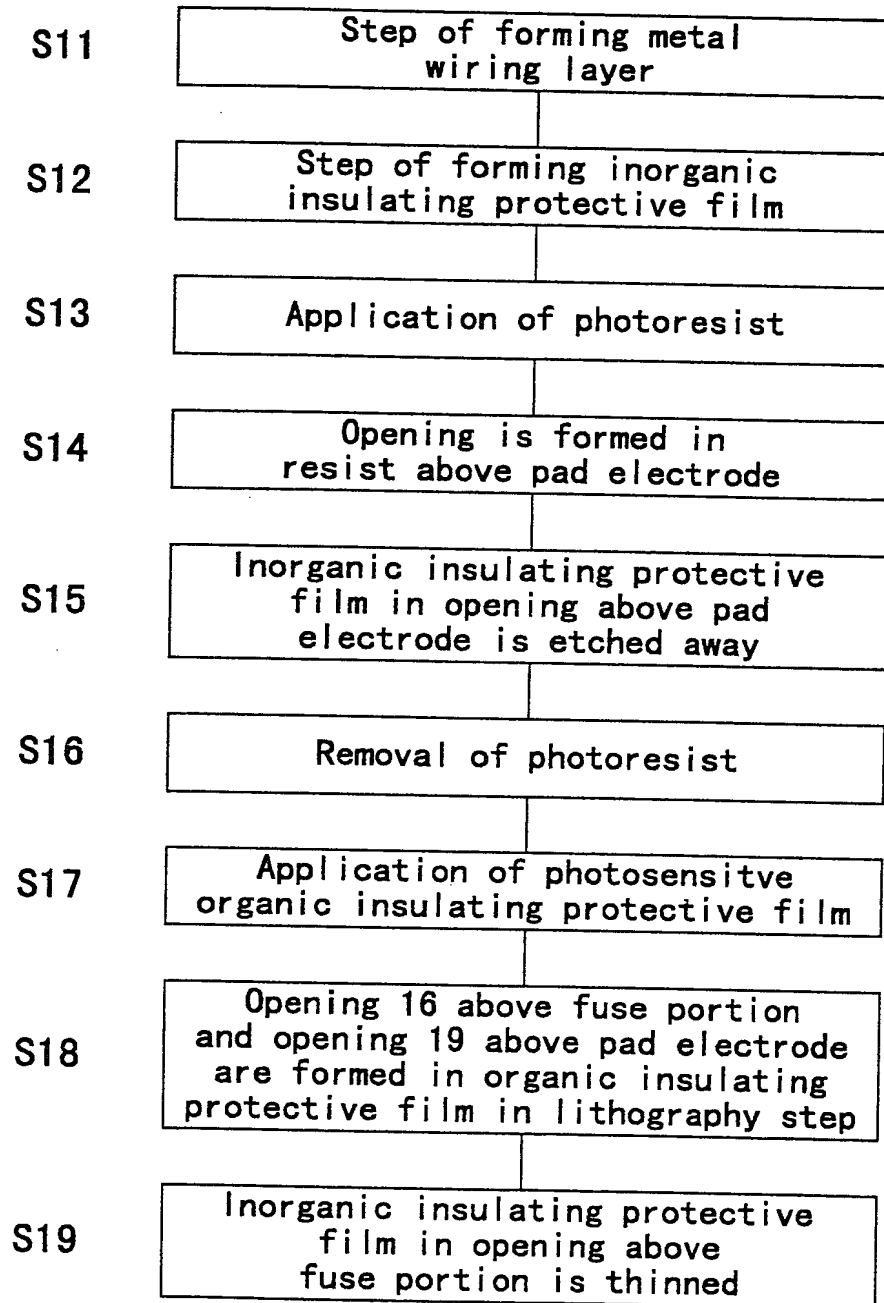 S11
Step of forming metal
wiring layer
S12
Step of forming inorganic
insulating protective film
S13
Application of photoresist
S14
Opening is formed in
resist above pad electrode
S15
Inorganic insulating protective
film in opening above pad
electrode is etched away
S16
Removal of photoresist
S17
Application of photosensitve
organic insulating protective film
S18
Opening 16 above fuse portion
and opening 19 above pad electrode
are formed in organic insulating
protective film in lithography step
S19
Inorganic insulating protective
film in opening above
fuse portion is thinned